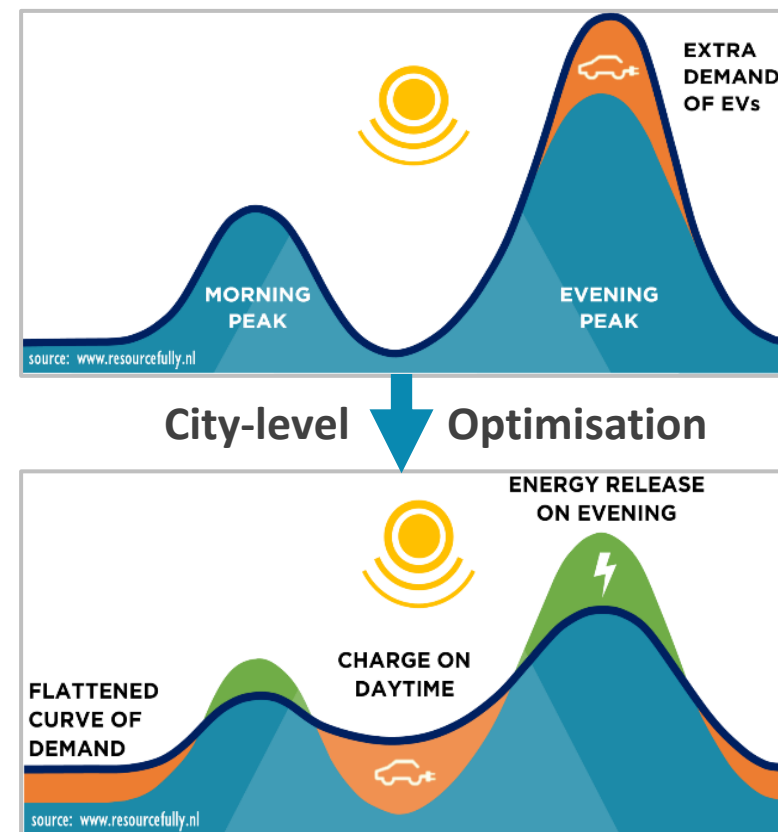 EXTRA
DEMAND
OF EVs
MORNING
PEAK
EVENING
PEAK
source: www.resourcefully.nl
City-level Optimisation
ENERGY RELEASE
ON EVENING
CHARGE ON
DAYTIME
FLATTENED
CURVE OF
DEMAND
source: www.resourcefully.nl